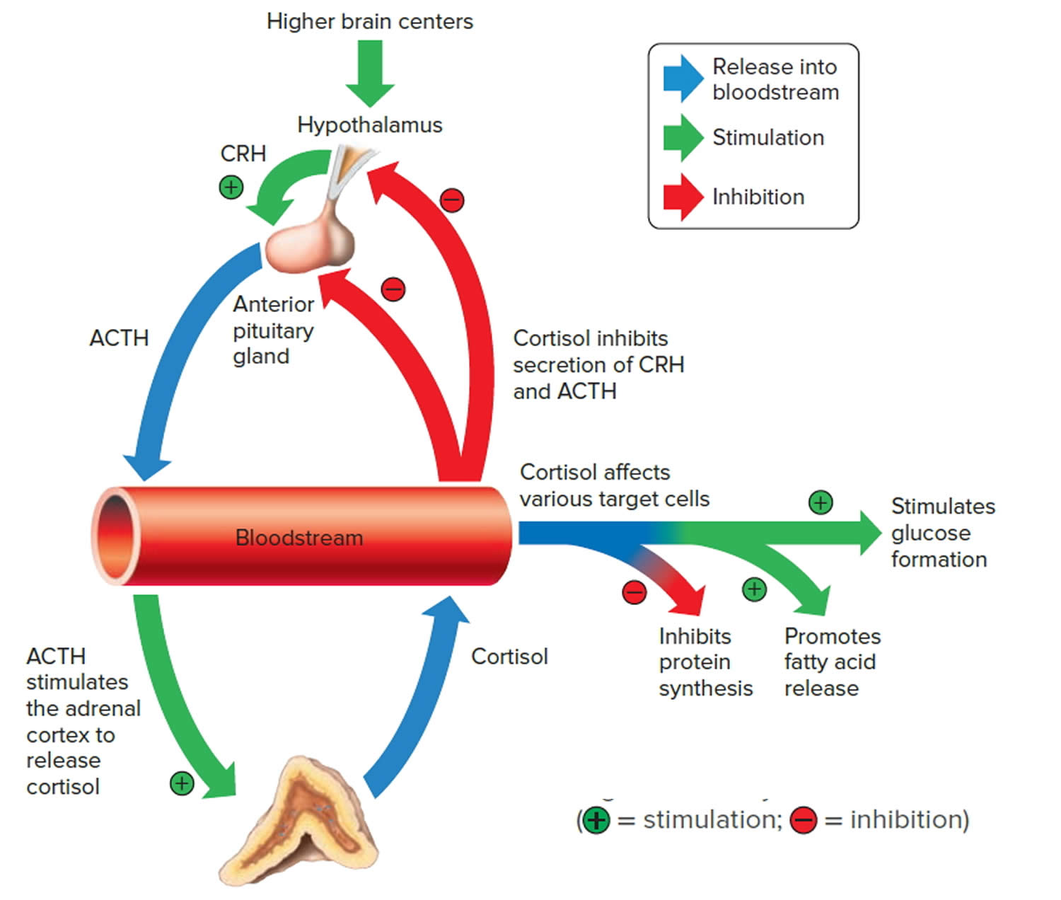 Higher brain centers
Release into
bloodstream
Stimulation
Inhibition
Hypothalamus
CRH
+
−
−
Anterior
pituitary
gland
ACTH
Cortisol inhibits
secretion of CRH
and ACTH
Cortisol affects
various target cells
+
Stimulates
glucose
formation
Bloodstream
−
+
Inhibits
protein
synthesis
Promotes
fatty acid
release
ACTH
stimulates
the adrenal
cortex to
release
cortisol
+
Cortisol
(+ = stimulation; − = inhibition)